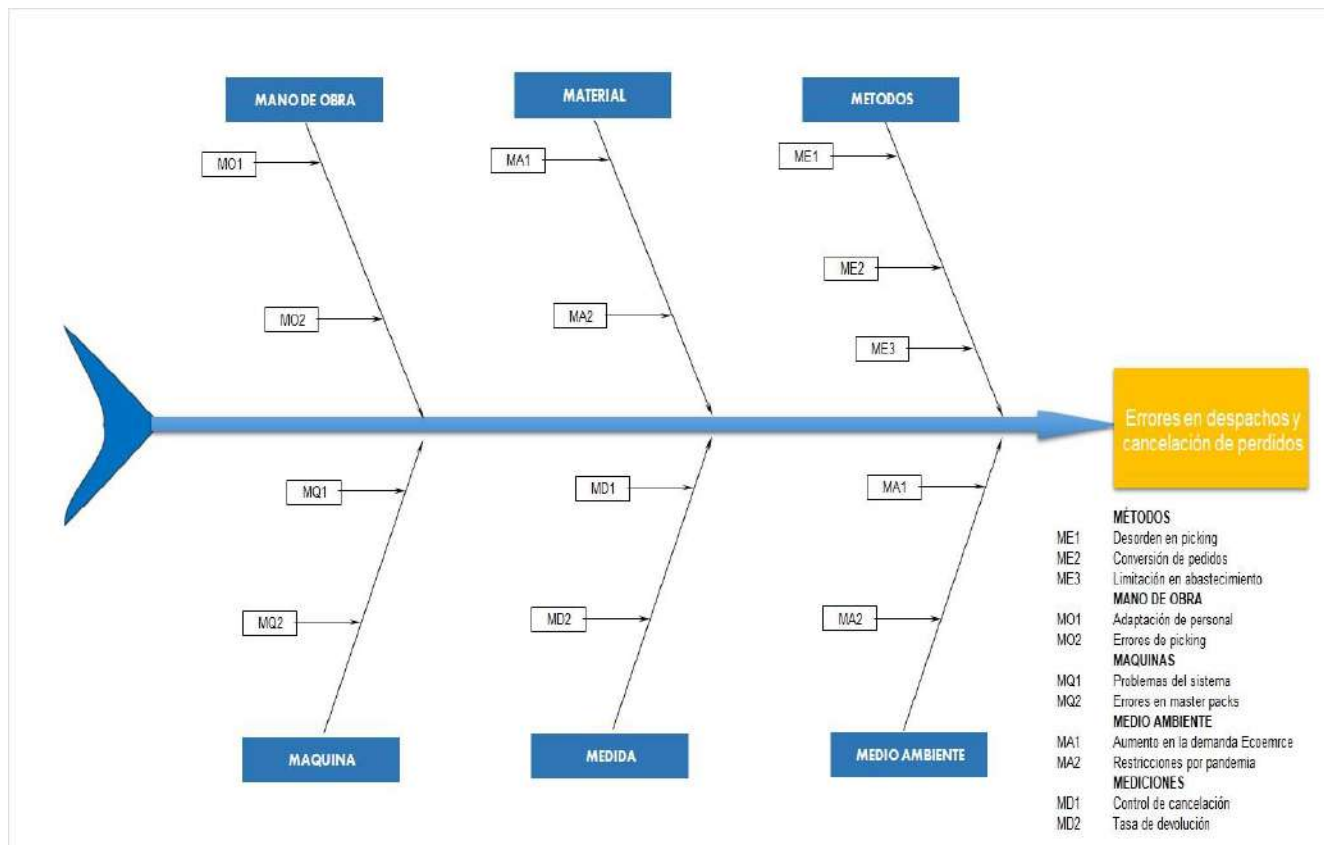 MANO DE OBRA
MATERIAL
METODOS
MO1
MA1
ME1
ME2
MO2
MA2
ME3
Errores en despachos y
cancelación de perdidos
MQ1
MD1
MA1
MQ2
MD2
MA2
MAQUINA
MEDIDA
MEDIO AMBIENTE
MÉTODOS
ME1 Desorden en picking
ME2 Conversión de pedidos
ME3 Limitación en abastecimiento
MANO DE OBRA
MO1 Adaptación de personal
MO2 Errores de picking
MAQUINAS
MQ1 Problemas del sistema
MQ2 Errores en master packs
MEDIO AMBIENTE
MA1 Aumento en la demanda Ecoemrce
MA2 Restricciones por pandemia
MEDICIONES
MD1 Control de cancelación
MD2 Tasa de devolución